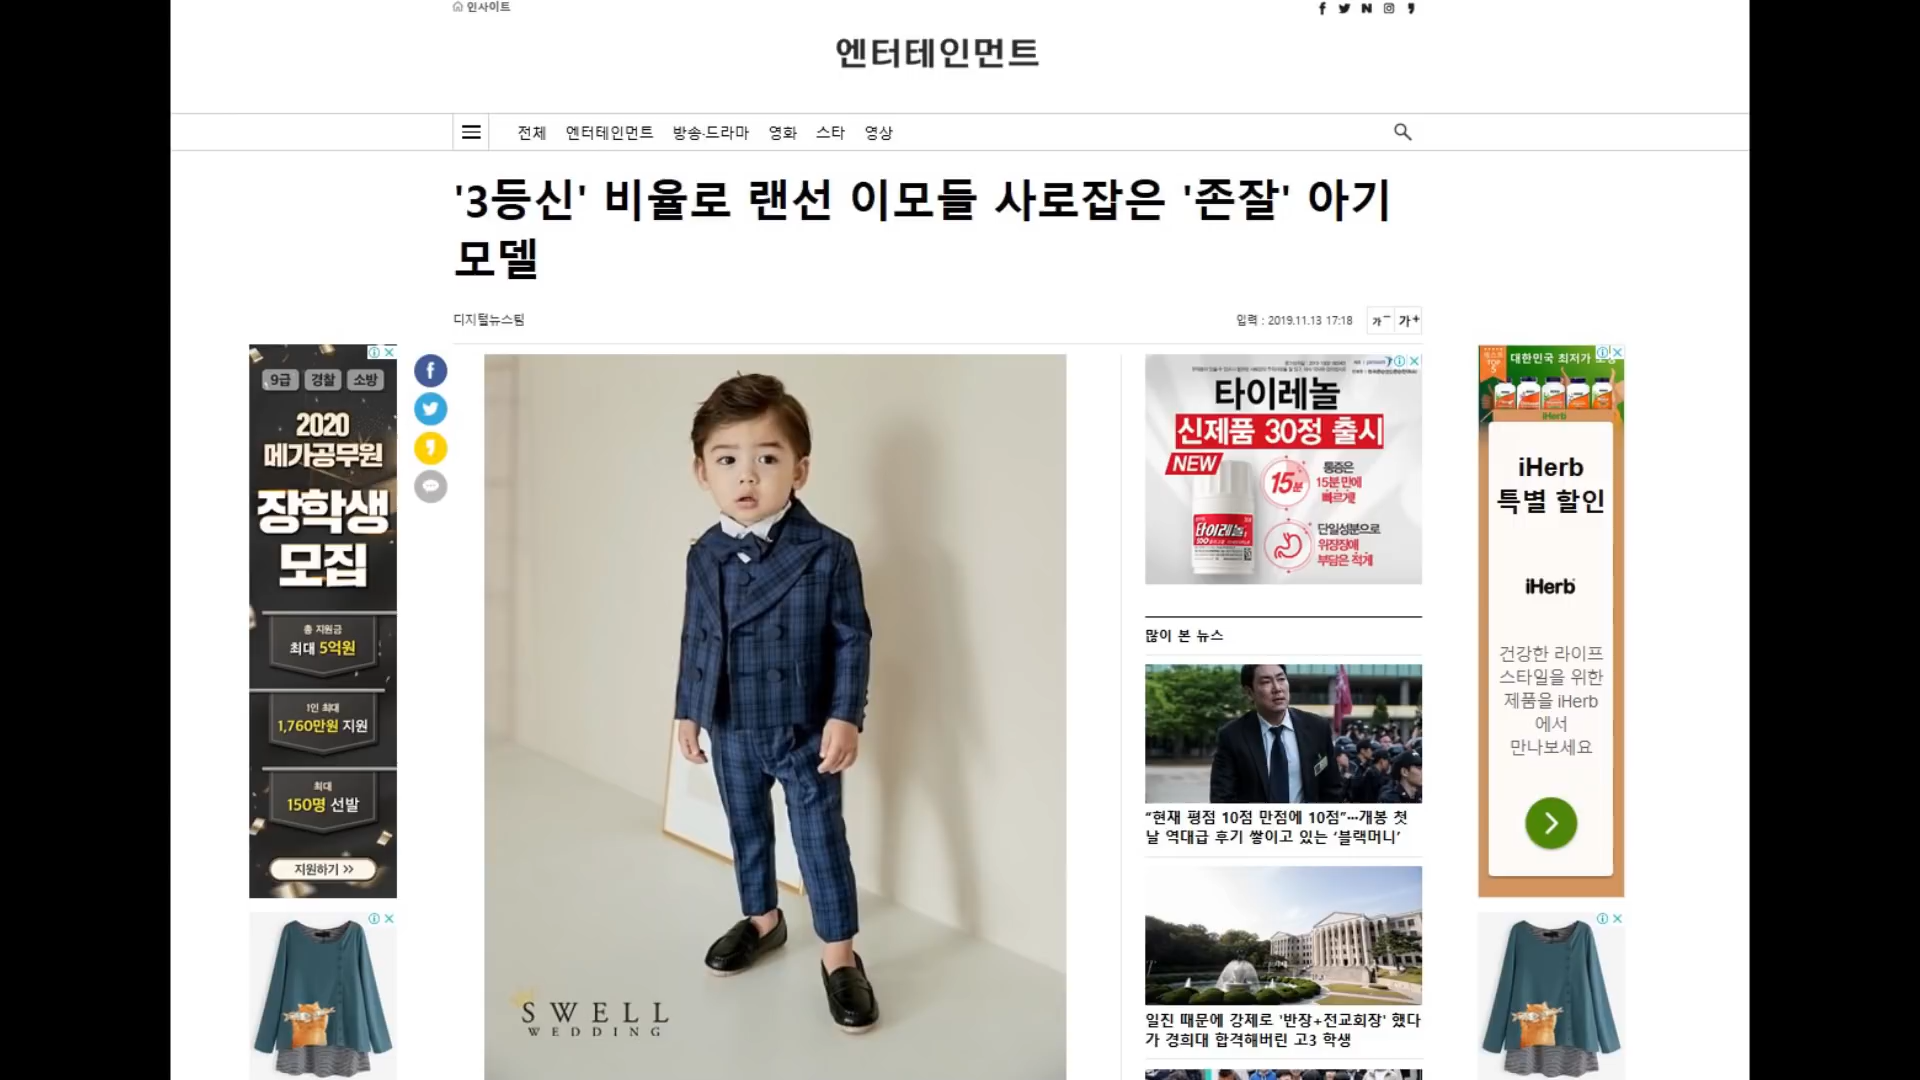 인사이트
엔터테인먼트
전체 엔터테인먼트 방송·드라마 영화 스타 영상
'3등신' 비율로 랜선 이모들 사로잡은 '존잘' 아기
모델
디지털뉴스팀
입력 : 2019.11.13 17:18
가- 가+
9급 경찰 소방
2020
메가공무원
장학생
모집
총 지원금
최대 5억원
1인 최대
1,760만원 지원
최대
150명 선발
지원하기 >>
SWELL
WEDDING
타이레놀
신제품 30정 출시
NEW
15분
통증은
15분만에
빠르게!
타이레놀
단일성분으로
위장장애
부담은 적게
많이 본 뉴스
“현재 평점 10점 만점에 10점”…개봉 첫
날 역대급 후기 쌓이고 있는 ‘블랙머니’
일진 때문에 강제로 '반장+전교회장' 했다
가 경희대 합격해버린 고3 학생
TOP
5
대한민국 최저가
iHerb
iHerb
특별 할인
iHerb
건강한 라이프
스타일을 위한
제품을 iHerb
에서
만나보세요